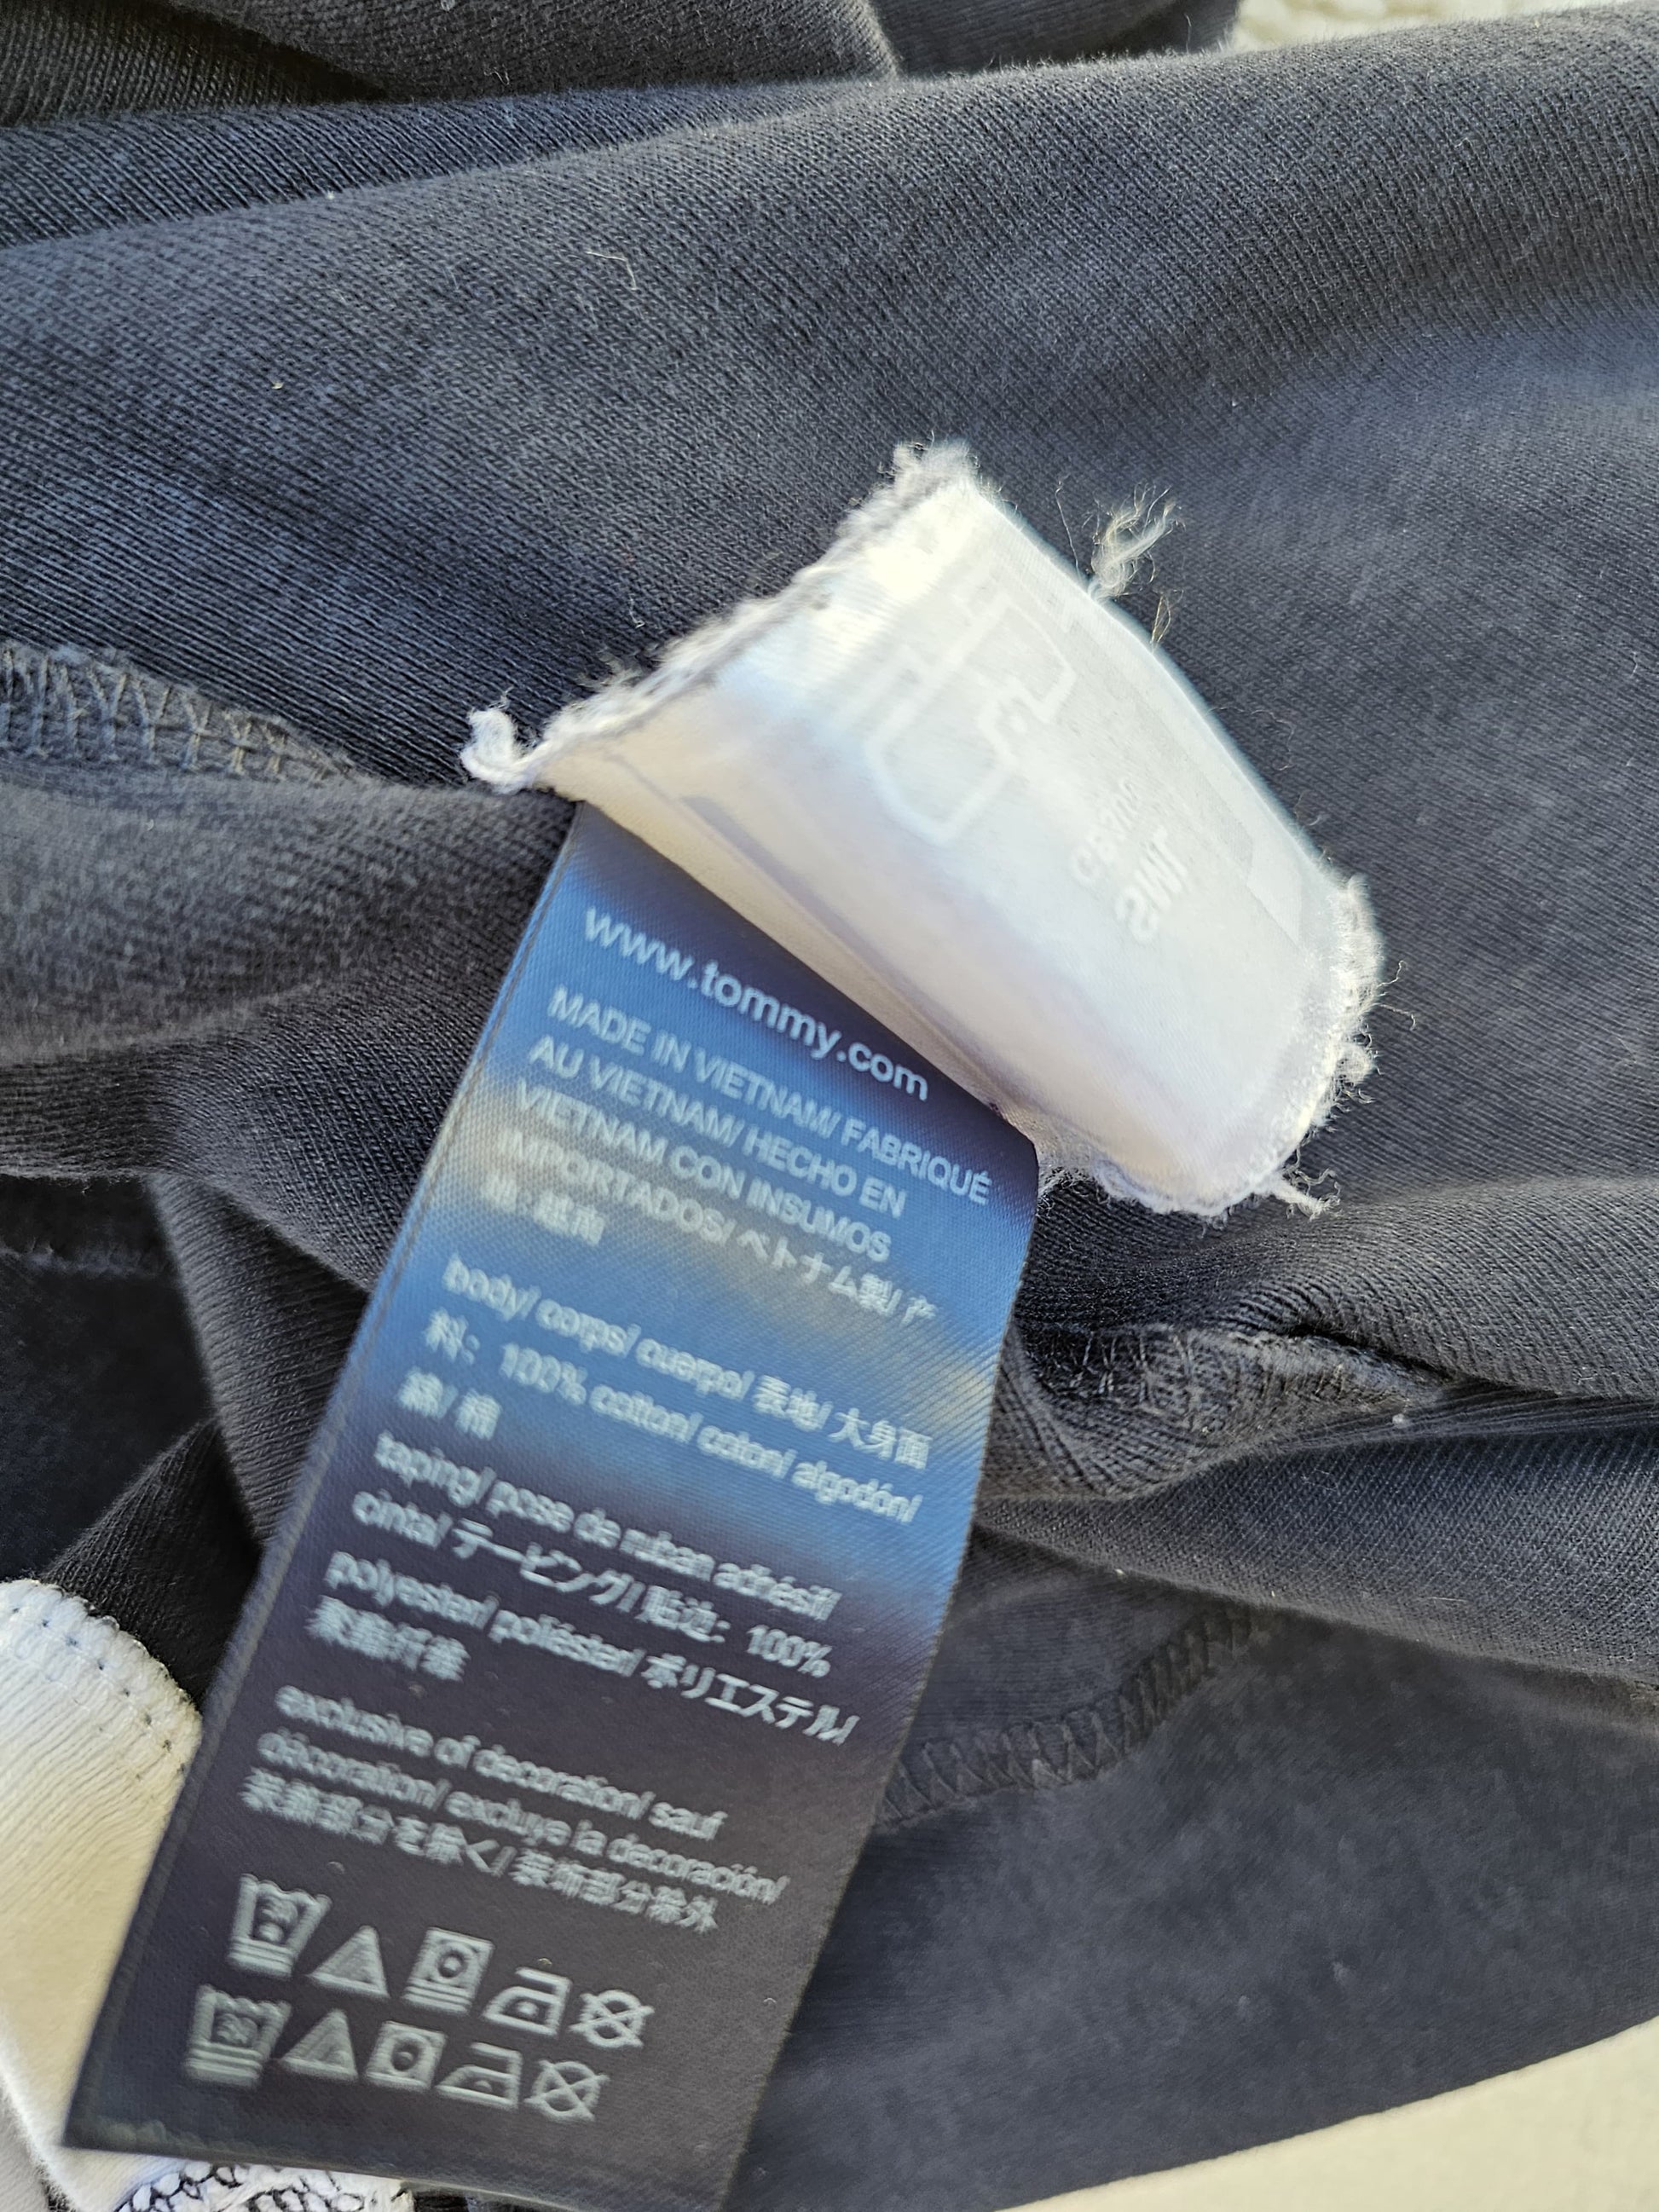 www.tommy.com
MADE IN VIETNAM/ FABRIQUÉ
AU VIETNAM/ HECHO EN
VIETNAM CON INSUMOS
IMPORTADOS/ ベトナム製/ 产
地：越南
body/ corps/ cuerpo/ 表地/ 大身面
料：100% cotton/ coton/ algodón/
綿/ 棉
taping/ pose de ruban adhésif/
cinta/ テーピング/ 贴边：100%
polyester/ poliéster/ ポリエステル/
聚酯纤维
exclusive of decoration/ sauf
décoration/ excluye la decoración/
装飾部分を除く/ 装饰部分除外
30
30